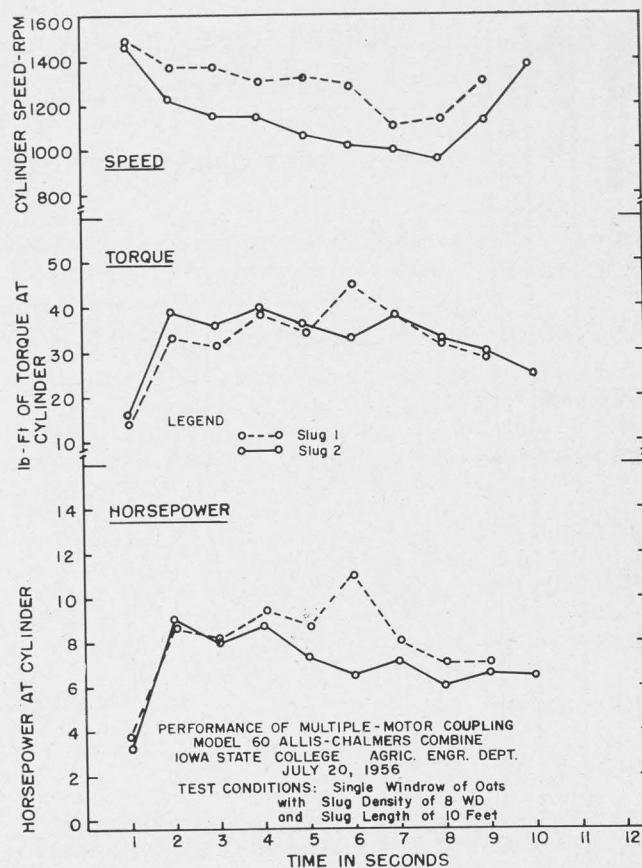 CYLINDER SPEED-RPM
1600
1400
1200
1000
800
SPEED
lb-Ft OF TORQUE AT
CYLINDER
50
40
30
20
10
TORQUE
LEGEND
Slug 1
Slug 2
HORSEPOWER AT CYLINDER
14
12
10
8
6
4
2
0
HORSEPOWER
PERFORMANCE OF MULTIPLE-MOTOR COUPLING
MODEL 60 ALLIS-CHALMERS COMBINE
IOWA STATE COLLEGE AGRIC. ENGR. DEPT.
JULY 20, 1956
TEST CONDITIONS: Single Windrow of Oats
with Slug Density of 8 WD
and Slug Length of 10 Feet
1 2 3 4 5 6 7 8 9 10 11 12
TIME IN SECONDS